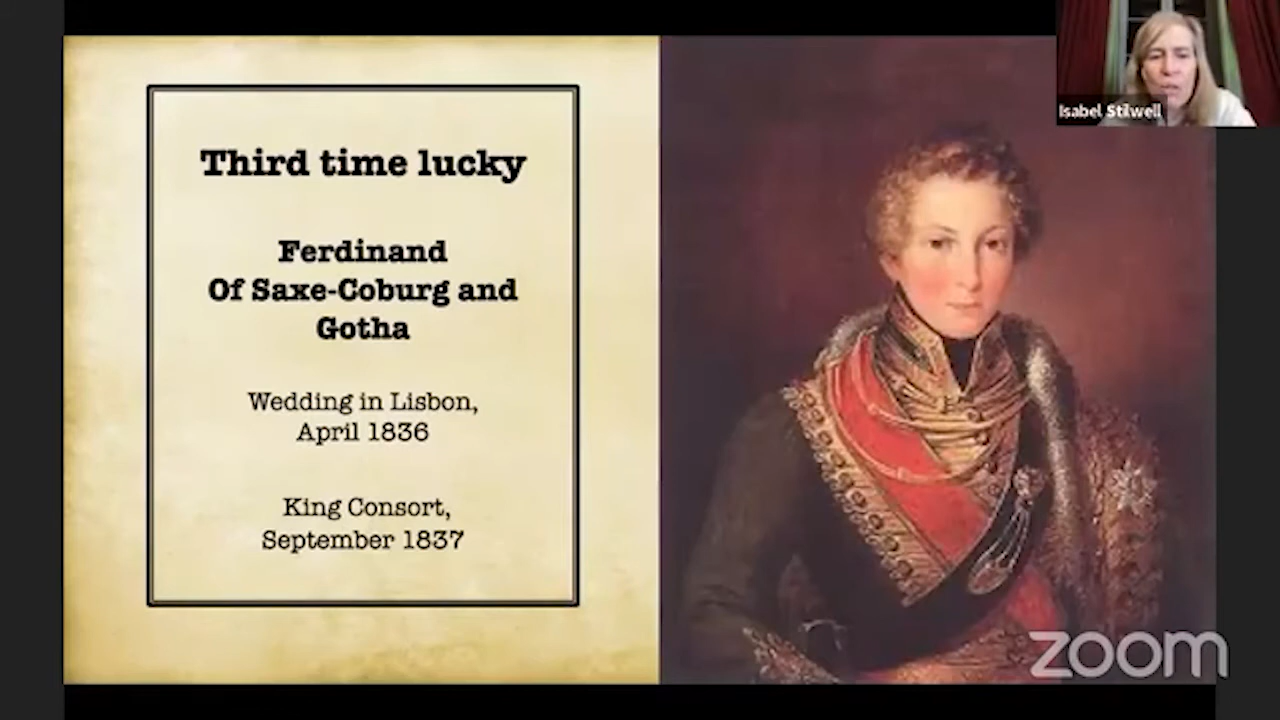 Third time lucky
Ferdinand
Of Saxe-Coburg and
Gotha
Wedding in Lisbon,
April 1836
King Consort,
September 1837
Isabel Stilwell
zoom